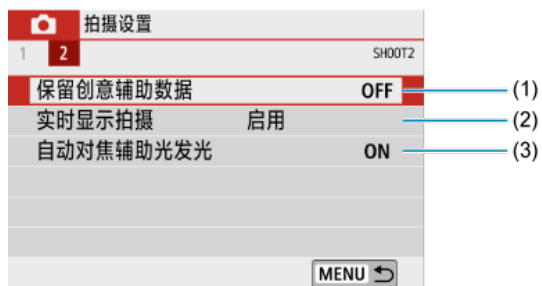 拍摄设置
1 2 SHOOT2
保留创意辅助数据 OFF (1)
实时显示拍摄 启用 (2)
自动对焦辅助光发光 ON (3)
MENU